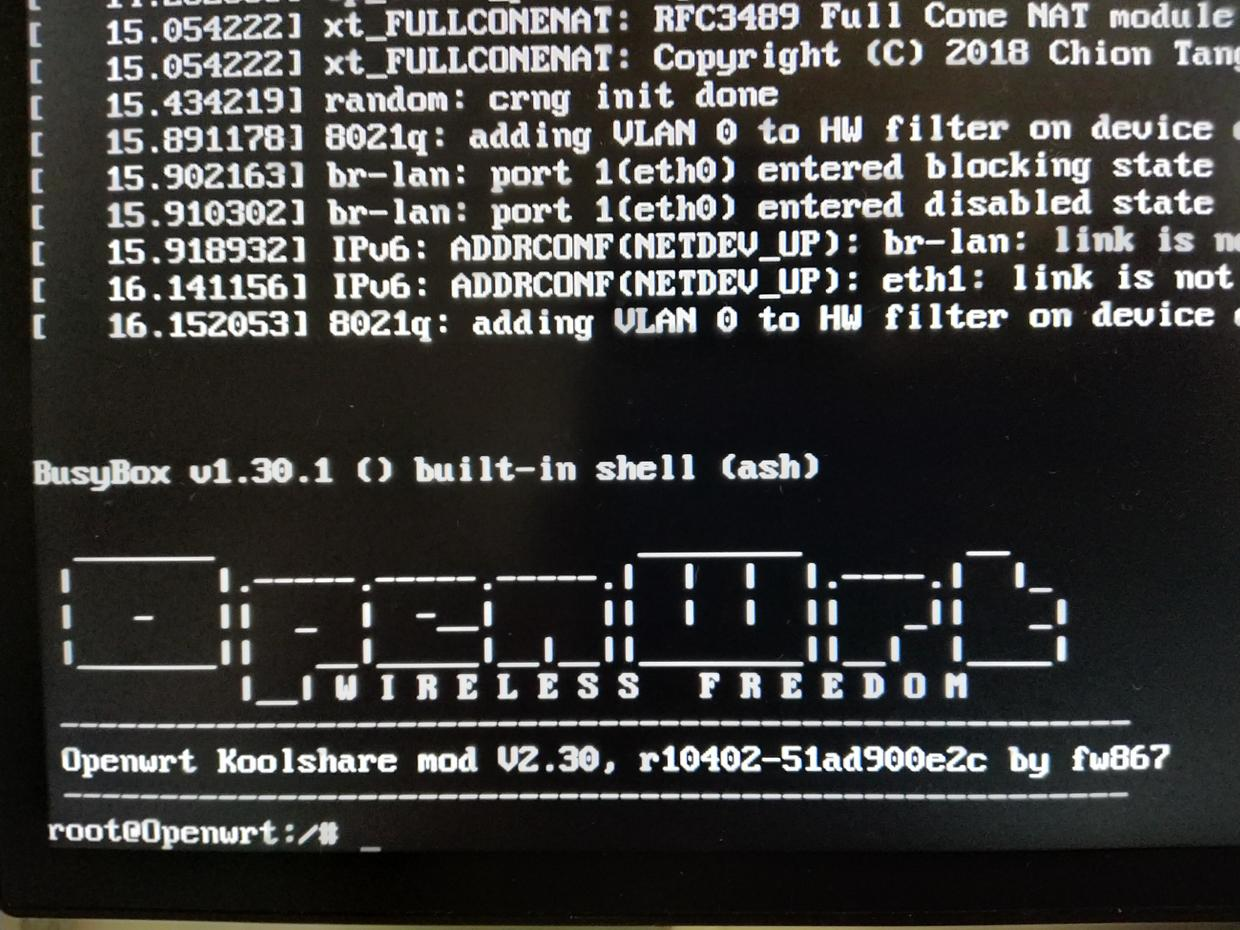 [ 15.054222] xt_FULLCONENAT: RFC3489 Full Cone NAT module
[ 15.054222] xt_FULLCONENAT: Copyright (C) 2018 Chion Tang
[ 15.434219] random: crng init done
[ 15.891178] 8021q: adding VLAN 0 to HW filter on device
[ 15.902163] br-lan: port 1(eth0) entered blocking state
[ 15.910302] br-lan: port 1(eth0) entered disabled state
[ 15.918932] IPv6: ADDRCONF(NETDEV_UP): br-lan: link is
[ 16.141156] IPv6: ADDRCONF(NETDEV_UP): eth1: link is not
[ 16.152053] 8021q: adding VLAN 0 to HW filter on device
BusyBox v1.30.1 () built-in shell (ash)
OpenWrt
WIRELESS FREEDOM
Openwrt Koolshare mod V2.30, r10402-51ad900e2c by fw867
root@Openwrt:/# _